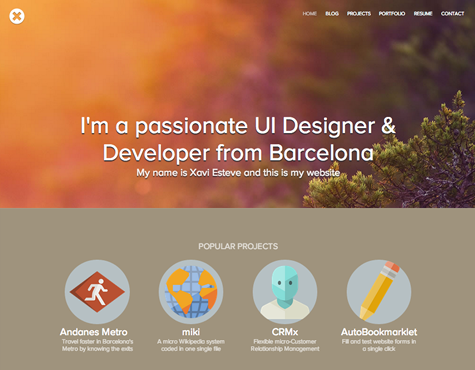 HOME BLOG PROJECTS PORTFOLIO RESUME CONTACT
I'm a passionate UI Designer &
Developer from Barcelona
My name is Xavi Esteve and this is my website
POPULAR PROJECTS
Andanes Metro
Travel faster in Barcelona's
Metro by knowing the exits
miki
A micro Wikipedia system
coded in one single file
CRMx
Flexible micro-Customer
Relationship Management
AutoBookmarklet
Fill and test website forms in
a single click